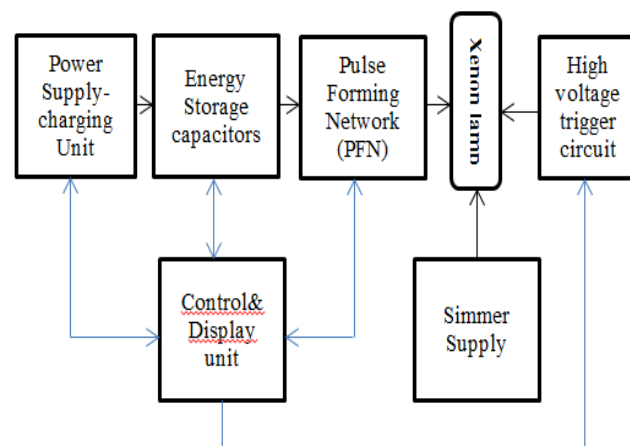 Power
Supply-
charging
Unit
Energy
Storage
capacitors
Pulse
Forming
Network
(PFN)
Xenon lamp
High
voltage
trigger
circuit
Control&
Display
unit
Simmer
Supply